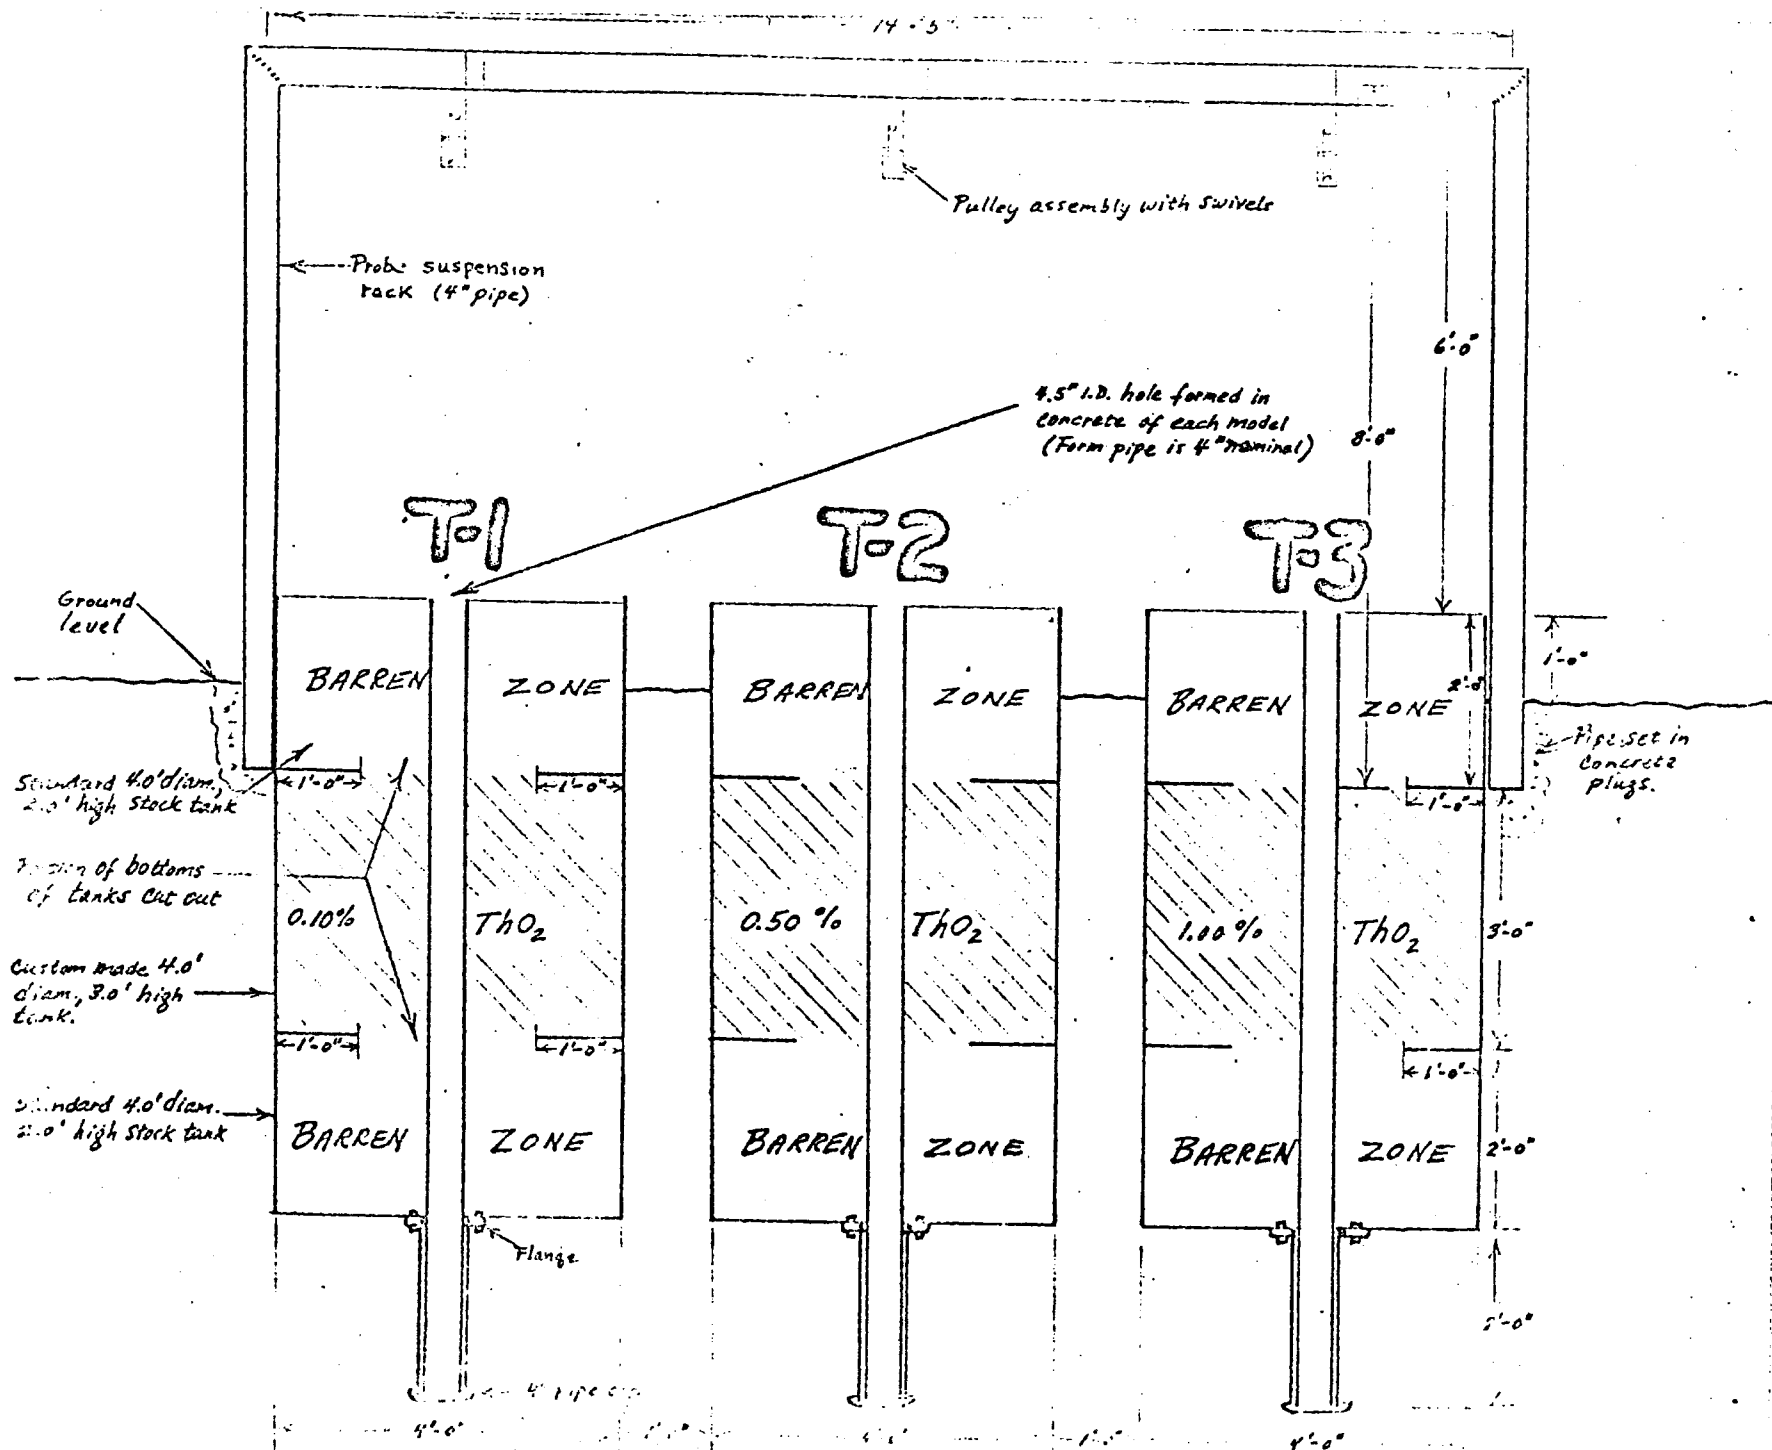 14'-5"
Pulley assembly with swivels
Probe suspension
rack (4" pipe)
6'-0"
4.5" I.D. hole formed in
concrete of each model
(Form pipe is 4" nominal)
8'-0"
T-1
T-2
T-3
Ground
level
1'-0"
2'-0"
BARREN ZONE
BARREN ZONE
BARREN ZONE
Pipe set in
concrete
plugs.
Standard 4.0' diam.,
2.0' high stock tank
1'-0"
1'-0"
1'-0"
of bottoms
of tanks cut out
0.10% ThO2
0.50 % ThO2
1.00 % ThO2
3'-0"
Custom made 4.0'
diam., 3.0' high
tank.
1'-0"
1'-0"
1'-0"
Standard 4.0' diam.
2.0' high stock tank
BARREN ZONE
BARREN ZONE
BARREN ZONE
2'-0"
Flange
4" pipe
4'-0"
4'-0"